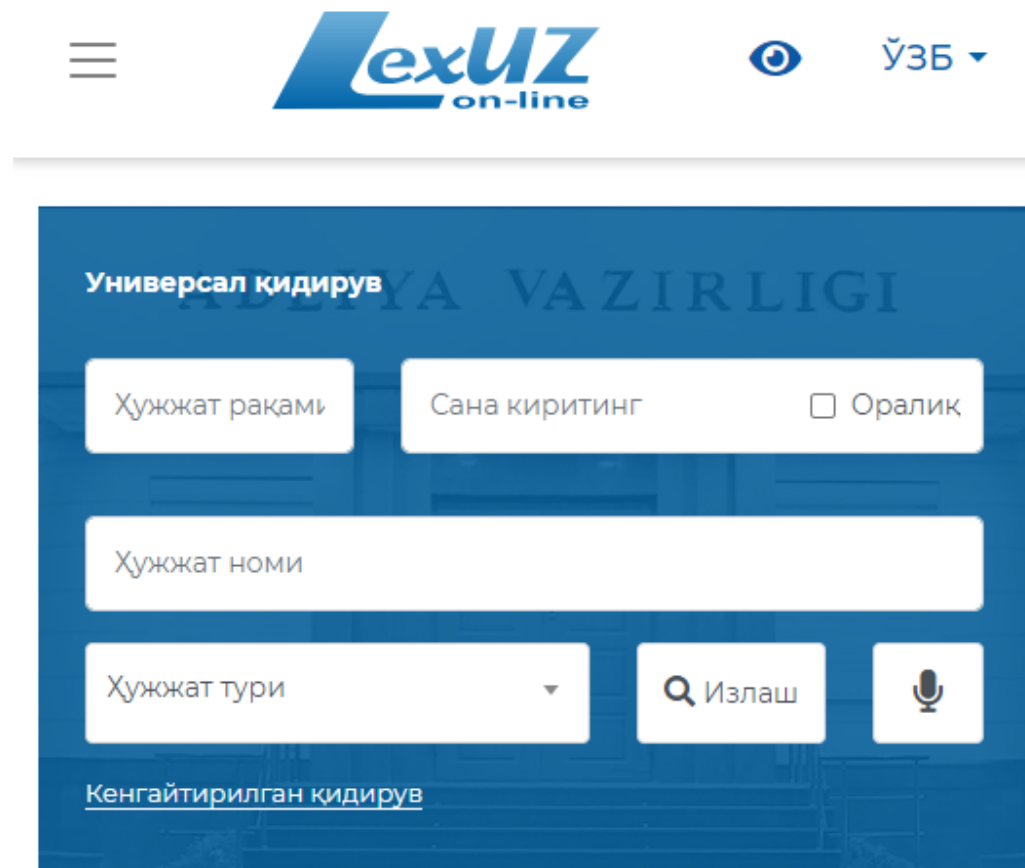 LexUZ
on-line
ЎЗБ
Универсал қидирув
ADLIYA VAZIRLIGI
Ҳужжат рақами
Сана киритинг
Оралиқ
Ҳужжат номи
Ҳужжат тури
Излаш
Кенгайтирилган қидирув